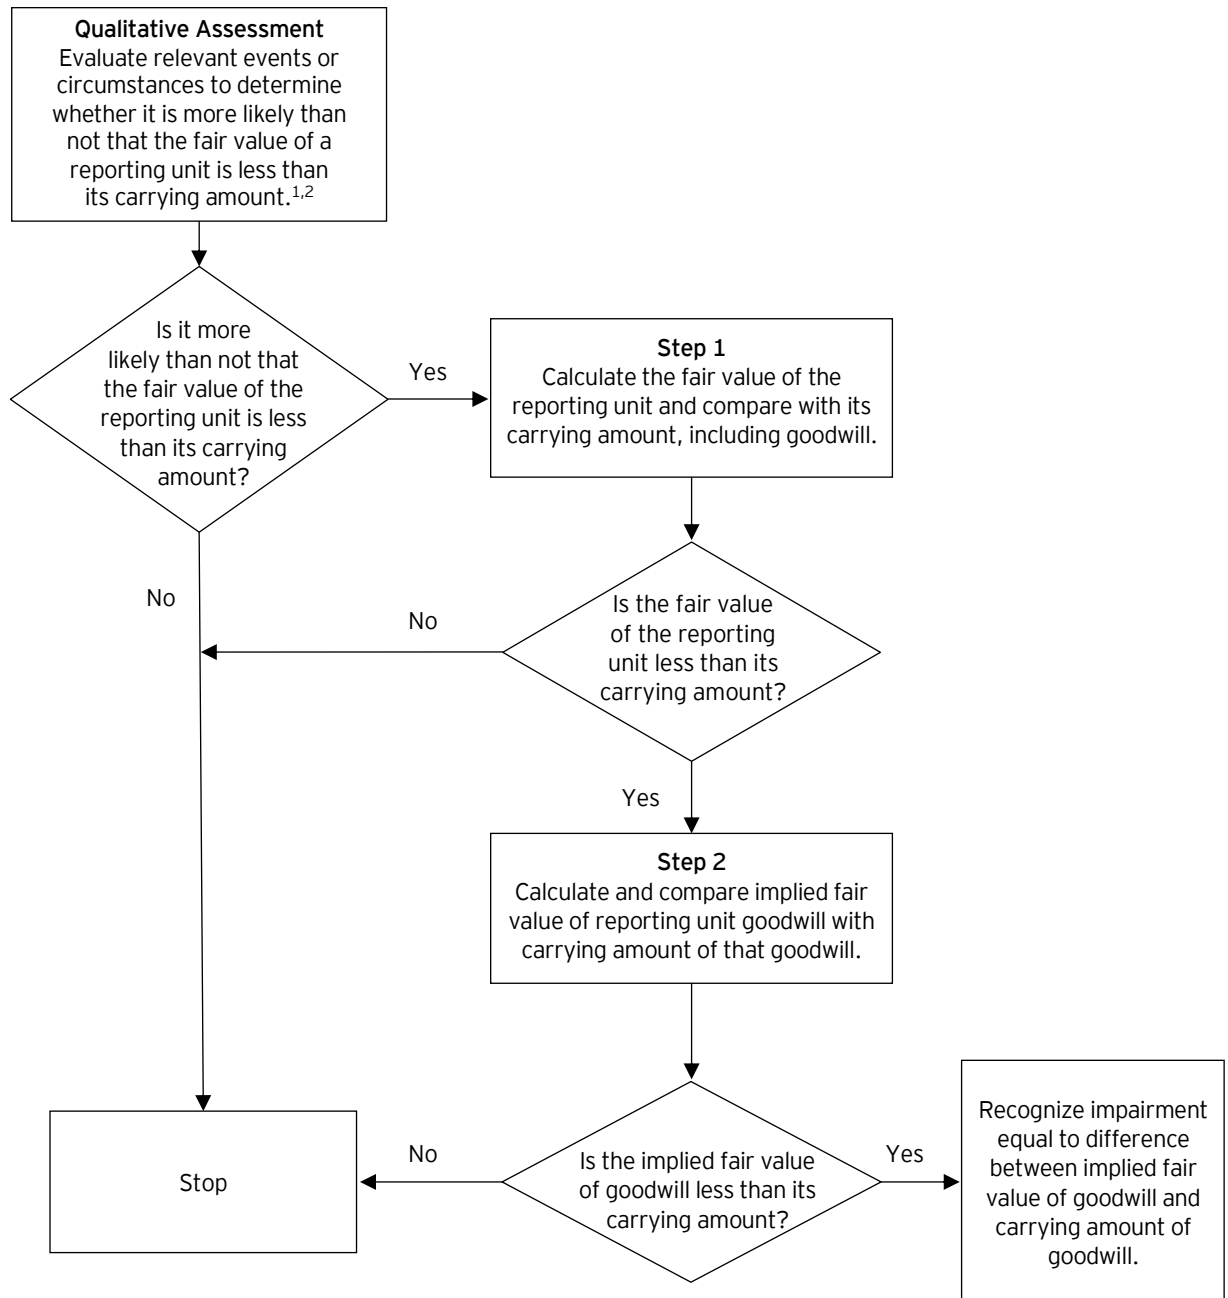 Qualitative Assessment
Evaluate relevant events or
circumstances to determine
whether it is more likely than
not that the fair value of a
reporting unit is less than
its carrying amount.1,2
Is it more
likely than not that
the fair value of the
reporting unit is less
than its carrying
amount?
Yes
Step 1
Calculate the fair value of the
reporting unit and compare with its
carrying amount, including goodwill.
No
No
Is the fair value
of the reporting
unit less than its
carrying amount?
Yes
Step 2
Calculate and compare implied fair
value of reporting unit goodwill with
carrying amount of that goodwill.
Stop
No
Is the implied fair value
of goodwill less than its
carrying amount?
Yes
Recognize impairment
equal to difference
between implied fair
value of goodwill and
carrying amount of
goodwill.